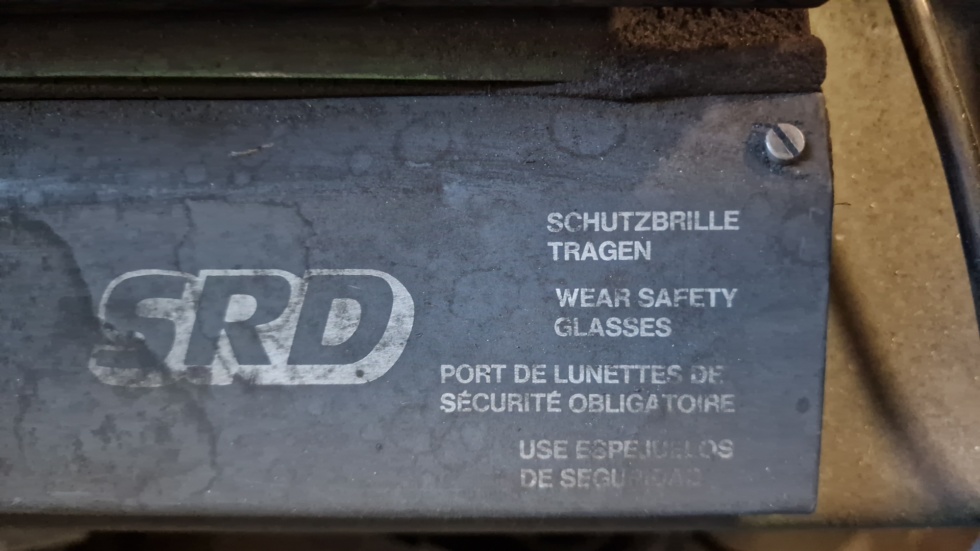 SRD
SCHUTZBRILLE
TRAGEN
WEAR SAFETY
GLASSES
PORT DE LUNETTES DE
SÉCURITÉ OBLIGATOIRE
USE ESPEJUELOS
DE SEGURIDAD